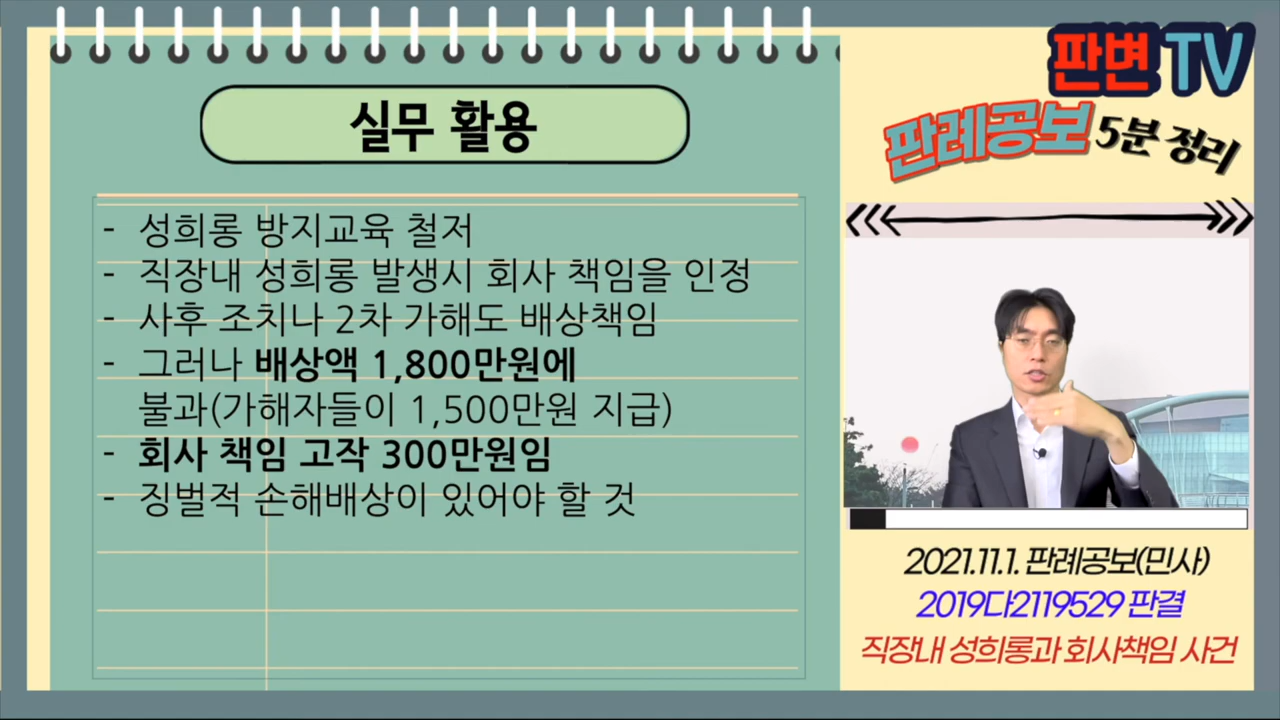 판변 TV
판례공보 5분 정리
실무 활용
- 성희롱 방지교육 철저
- 직장내 성희롱 발생시 회사 책임을 인정
- 사후 조치나 2차 가해도 배상책임
- 그러나 배상액 1,800만원에
불과(가해자들이 1,500만원 지급)
- 회사 책임 고작 300만원임
- 징벌적 손해배상이 있어야 할 것
2021.11.1. 판례공보(민사)
2019다2119529 판결
직장내 성희롱과 회사책임 사건